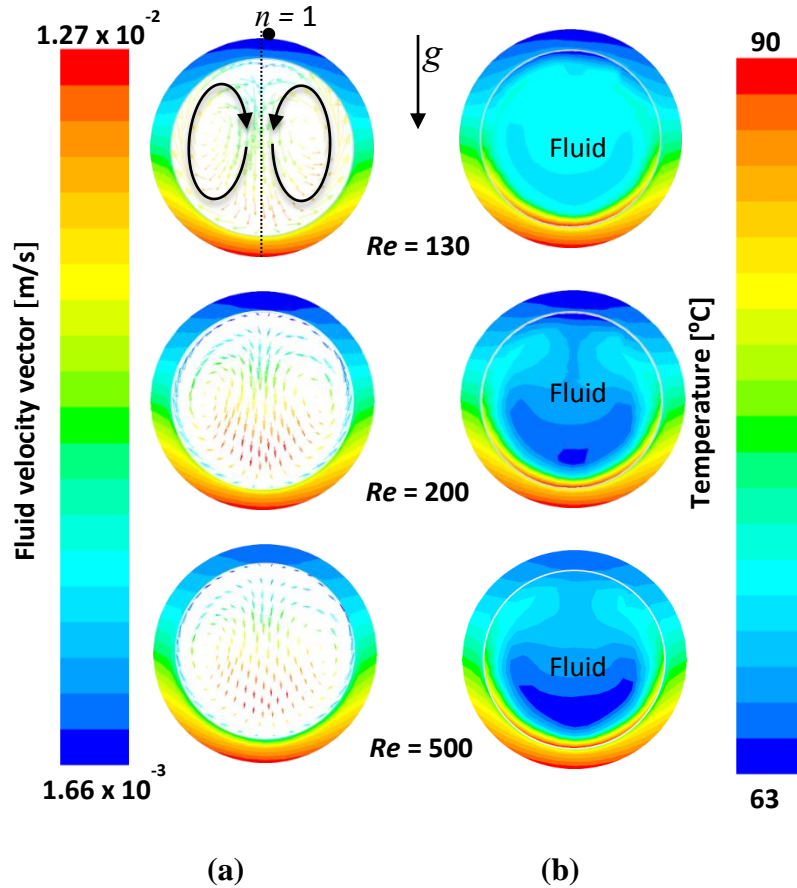 n = 1
1.27 x 10⁻²
g
90
Fluid
Re = 130
Fluid velocity vector [m/s]
Temperature [⁰C]
Fluid
Re = 200
Fluid
Re = 500
1.66 x 10⁻³
63
(a)
(b)